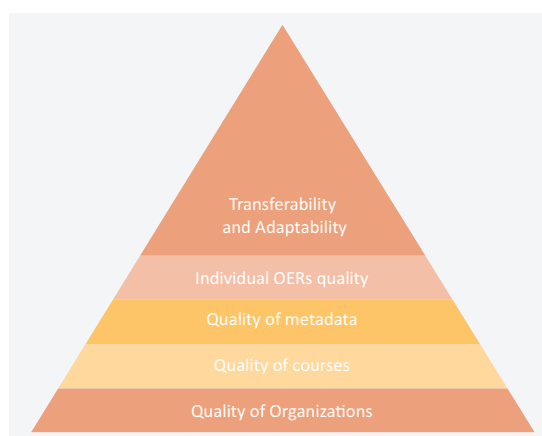 Transferability
and Adaptability
Individual OERs quality
Quality of metadata
Quality of courses
Quality of Organizations